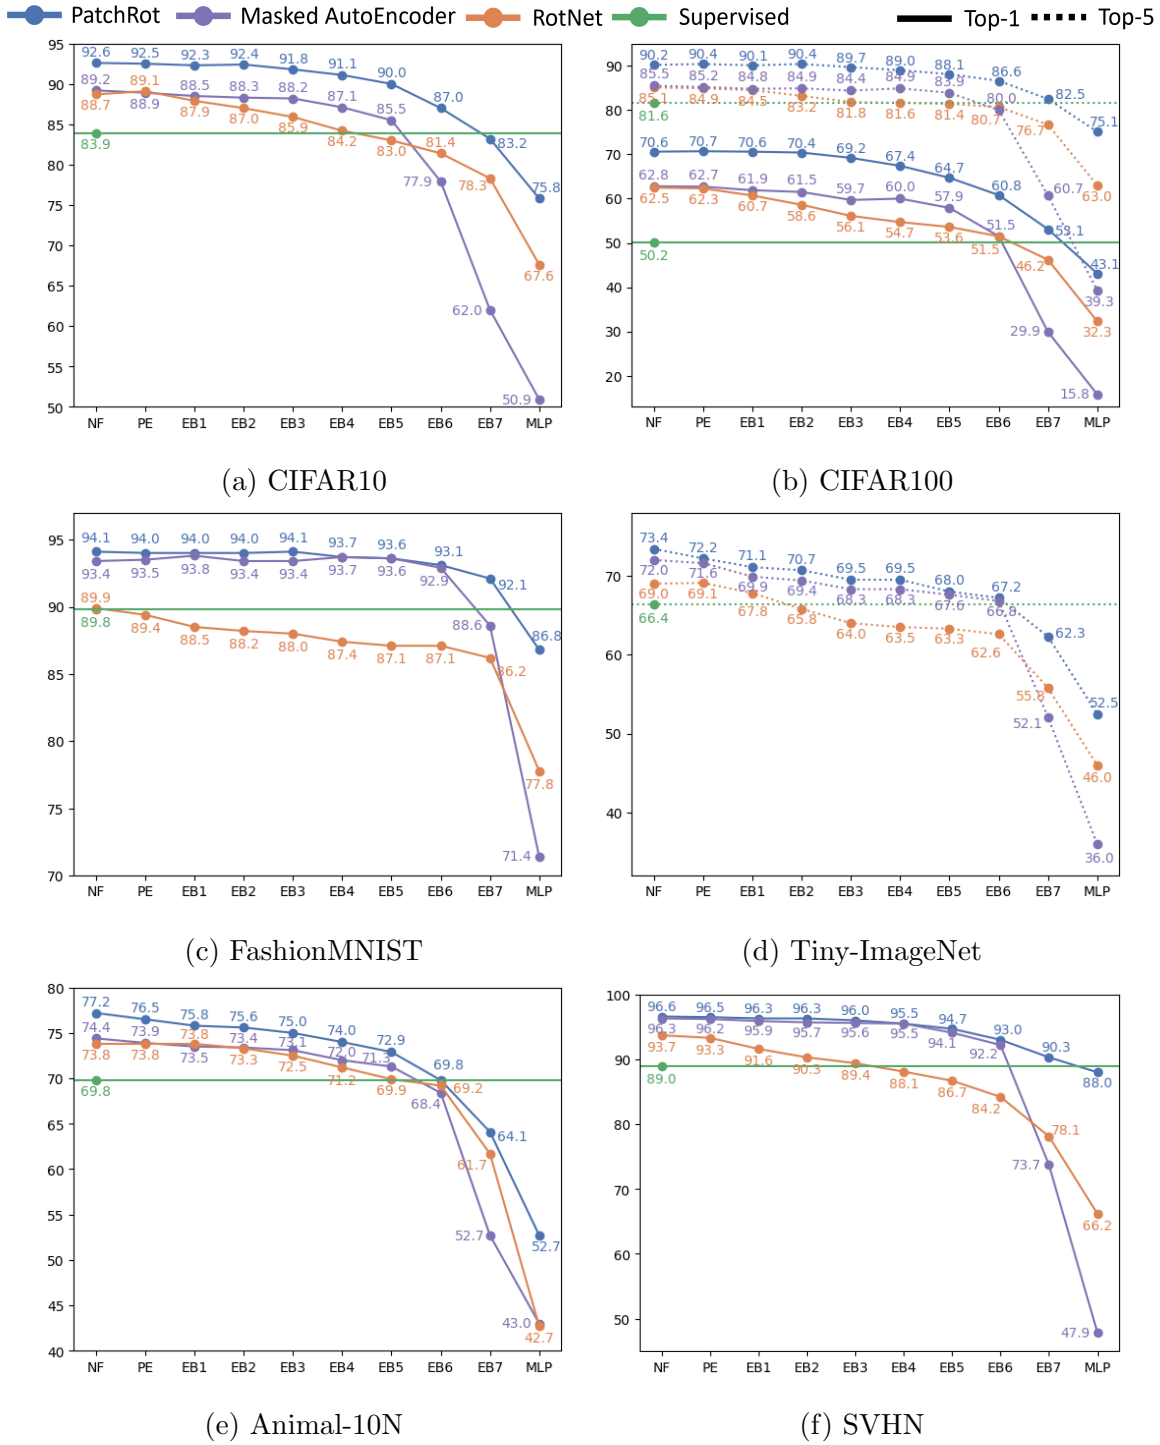 PatchRot Masked AutoEncoder RotNet Supervised Top-1 Top-5
95
90
85
80
75
70
65
60
55
50
92.6 92.5 92.3 92.4 91.8 91.1 90.0 87.0 83.2 75.8
89.2 88.9 88.5 88.3 88.2 87.1 85.5 77.9 62.0 50.9
88.7 89.1 87.9 87.0 85.9 84.2 83.0 81.4 78.3 67.6
83.9
NF PE EB1 EB2 EB3 EB4 EB5 EB6 EB7 MLP
(a) CIFAR10
90
80
70
60
50
40
30
20
90.2 90.4 90.1 90.4 89.7 89.0 88.1 86.6 82.5 75.1
85.5 85.2 84.8 84.9 84.4 84.9 83.9 80.0 60.7 39.3
85.1 84.9 84.5 83.2 81.8 81.6 81.4 80.7 76.7 63.0
81.6
70.6 70.7 70.6 70.4 69.2 67.4 64.7 60.8 53.1 43.1
62.8 62.7 61.9 61.5 59.7 60.0 57.9 51.5 29.9 15.8
62.5 62.3 60.7 58.6 56.1 54.7 53.6 51.5 46.2 32.3
50.2
NF PE EB1 EB2 EB3 EB4 EB5 EB6 EB7 MLP
(b) CIFAR100
95
90
85
80
75
70
94.1 94.0 94.0 94.0 94.1 93.7 93.6 93.1 92.1 86.8
93.4 93.5 93.8 93.4 93.4 93.7 93.6 92.9 88.6 71.4
89.9 89.4 88.5 88.2 88.0 87.4 87.1 87.1 86.2 77.8
89.8
NF PE EB1 EB2 EB3 EB4 EB5 EB6 EB7 MLP
(c) FashionMNIST
70
60
50
40
73.4 72.2 71.1 70.7 69.5 69.5 68.0 67.2 62.3 52.5
72.0 71.6 69.9 69.4 68.3 68.3 67.6 66.8 52.1 36.0
69.0 69.1 67.8 65.8 64.0 63.5 63.3 62.6 55.8 46.0
66.4
NF PE EB1 EB2 EB3 EB4 EB5 EB6 EB7 MLP
(d) Tiny-ImageNet
80
75
70
65
60
55
50
45
40
77.2 76.5 75.8 75.6 75.0 74.0 72.9 69.8 64.1 52.7
74.4 73.9 73.5 73.4 73.1 72.0 71.3 68.4 52.7 43.0
73.8 73.8 73.8 73.3 72.5 71.2 69.9 69.2 61.7 42.7
69.8
NF PE EB1 EB2 EB3 EB4 EB5 EB6 EB7 MLP
(e) Animal-10N
100
90
80
70
60
50
96.6 96.5 96.3 96.3 96.0 95.5 94.7 93.0 90.3 88.0
96.3 96.2 95.9 95.7 95.6 95.5 94.1 92.2 73.7 47.9
93.7 93.3 91.6 90.3 89.4 88.1 86.7 84.2 78.1 66.2
89.0
NF PE EB1 EB2 EB3 EB4 EB5 EB6 EB7 MLP
(f) SVHN